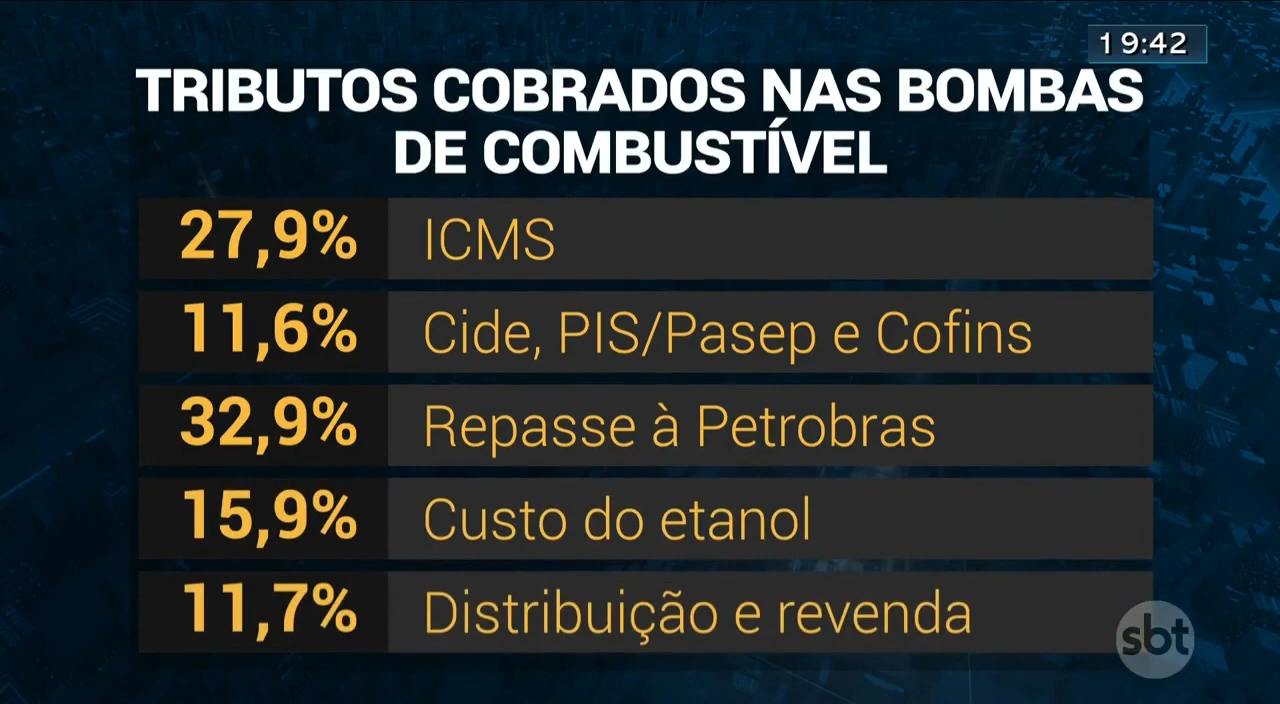 19:42
TRIBUTOS COBRADOS NAS BOMBAS
DE COMBUSTÍVEL
27,9% ICMS
11,6% Cide, PIS/Pasep e Cofins
32,9% Repasse à Petrobras
15,9% Custo do etanol
11,7% Distribuição e revenda
sbt